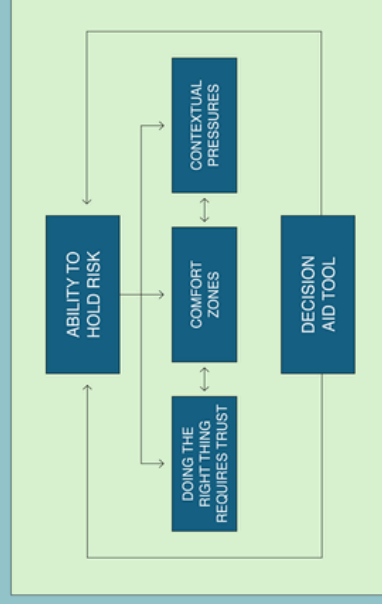 ABILITY TO
HOLD RISK
DOING THE
RIGHT THING
REQUIRES TRUST
COMFORT
ZONES
CONTEXTUAL
PRESSURES
DECISION
AID TOOL